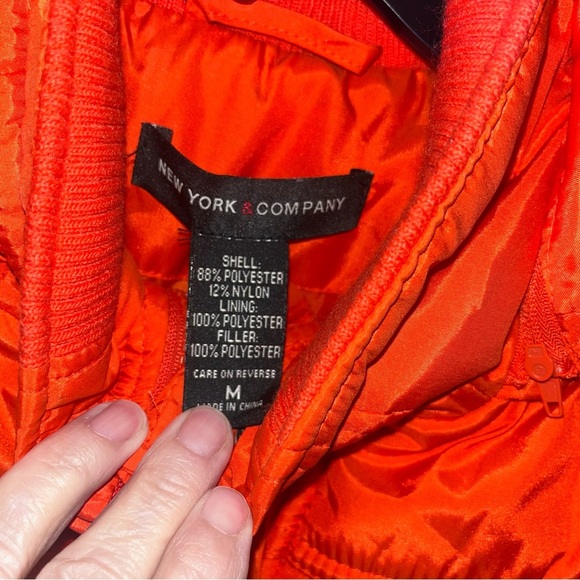 NEW YORK & COMPANY
SHELL:
88% POLYESTER
12% NYLON
LINING:
100% POLYESTER
FILLER:
100% POLYESTER
CARE ON REVERSE
M
MADE IN CHINA